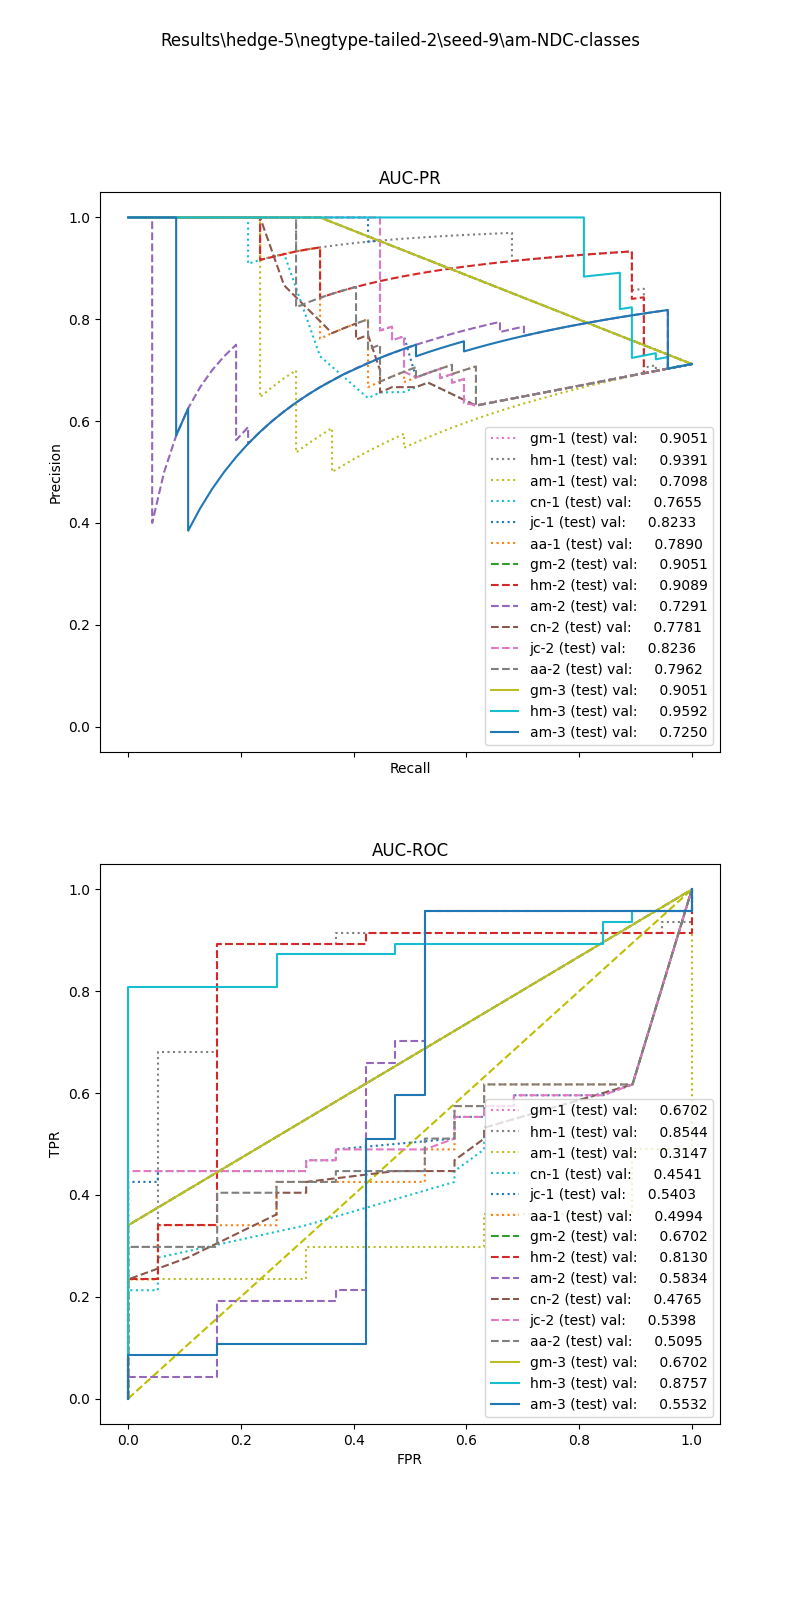 Results\hedge-5\negtype-tailed-2\seed-9\am-NDC-classes
AUC-PR
1.0
0.8
0.6
0.4
0.2
0.0
Precision
Recall
gm-1 (test) val: 0.9051
hm-1 (test) val: 0.9391
am-1 (test) val: 0.7098
cn-1 (test) val: 0.7655
jc-1 (test) val: 0.8233
aa-1 (test) val: 0.7890
gm-2 (test) val: 0.9051
hm-2 (test) val: 0.9089
am-2 (test) val: 0.7291
cn-2 (test) val: 0.7781
jc-2 (test) val: 0.8236
aa-2 (test) val: 0.7962
gm-3 (test) val: 0.9051
hm-3 (test) val: 0.9592
am-3 (test) val: 0.7250
AUC-ROC
1.0
0.8
0.6
0.4
0.2
0.0
TPR
gm-1 (test) val: 0.6702
hm-1 (test) val: 0.8544
am-1 (test) val: 0.3147
cn-1 (test) val: 0.4541
jc-1 (test) val: 0.5403
aa-1 (test) val: 0.4994
gm-2 (test) val: 0.6702
hm-2 (test) val: 0.8130
am-2 (test) val: 0.5834
cn-2 (test) val: 0.4765
jc-2 (test) val: 0.5398
aa-2 (test) val: 0.5095
gm-3 (test) val: 0.6702
hm-3 (test) val: 0.8757
am-3 (test) val: 0.5532
0.0 0.2 0.4 0.6 0.8 1.0
FPR